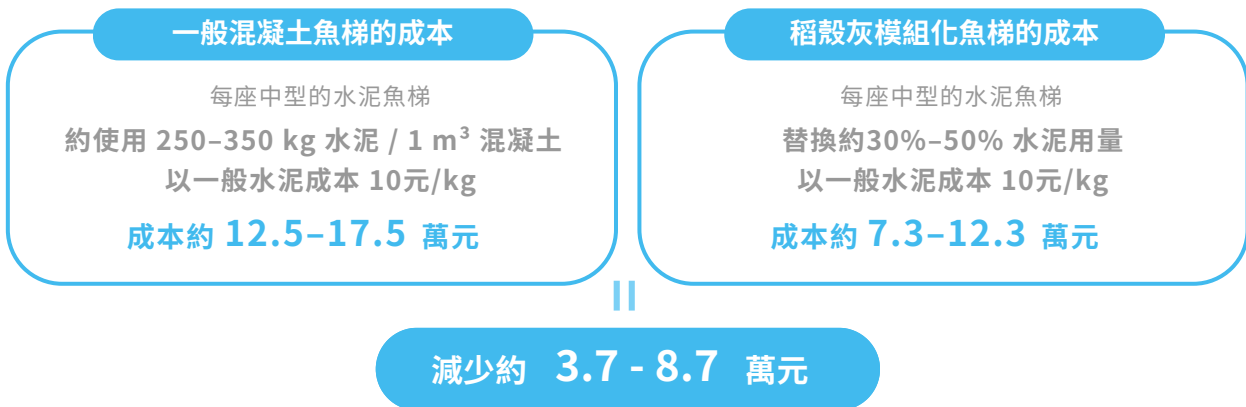 一般混凝土魚梯的成本
每座中型的水泥魚梯
約使用 250–350 kg 水泥 / 1 m³ 混凝土
以一般水泥成本 10元/kg
成本約 12.5–17.5 萬元
稻殼灰模組化魚梯的成本
每座中型的水泥魚梯
替換約30%–50% 水泥用量
以一般水泥成本 10元/kg
成本約 7.3–12.3 萬元
減少約 3.7 - 8.7 萬元